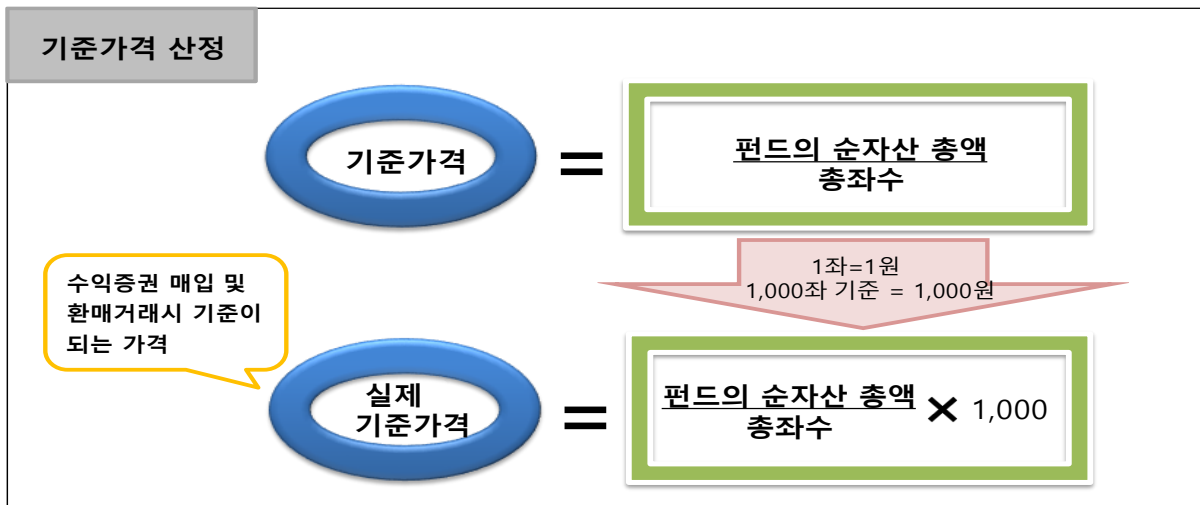 기준가격 산정
기준가격
=
펀드의 순자산 총액
총좌수
1좌=1원
1,000좌 기준 = 1,000원
수익증권 매입 및
환매거래시 기준이
되는 가격
실제
기준가격
=
펀드의 순자산 총액
총좌수
× 1,000